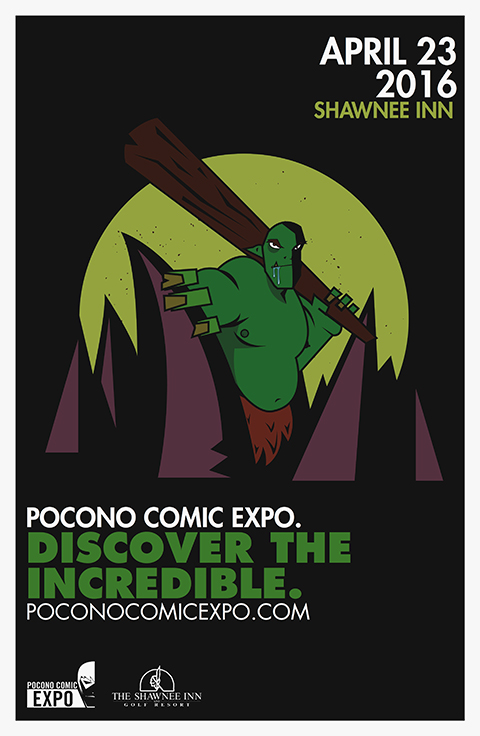 APRIL 23
2016
SHAWNEE INN
POCONO COMIC EXPO.
DISCOVER THE
INCREDIBLE.
POCONOCOMICEXPO.COM
POCONO COMIC
EXPO
THE SHAWNEE INN
GOLF RESORT